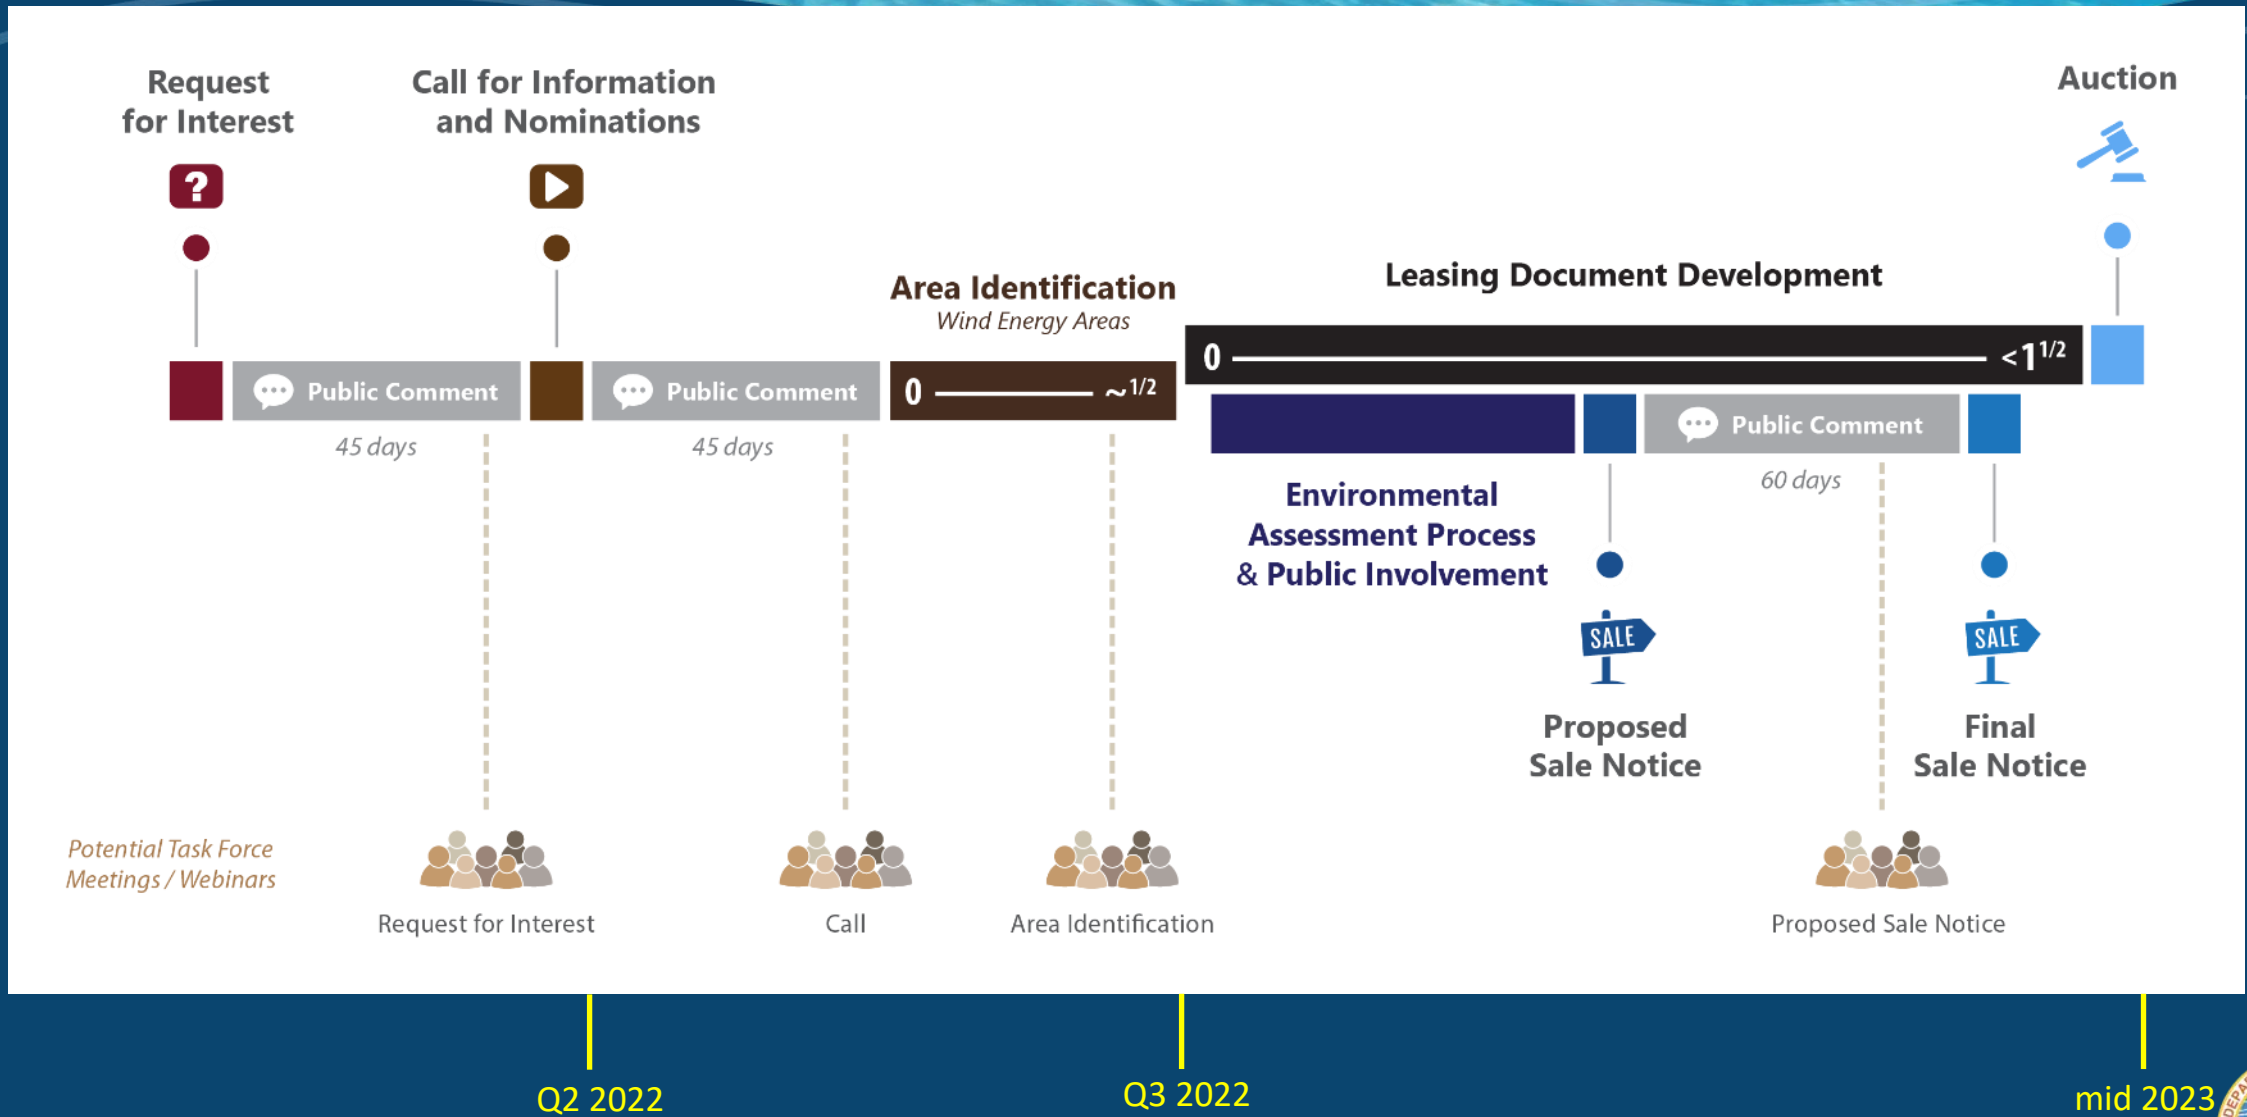 Request
for Interest
Call for Information
and Nominations
Auction
?
Area Identification
Wind Energy Areas
Leasing Document Development
0
<1 1/2
Public Comment
Public Comment
0
~1/2
Public Comment
45 days
45 days
60 days
Environmental
Assessment Process
& Public Involvement
SALE
SALE
Proposed
Sale Notice
Final
Sale Notice
Potential Task Force
Meetings / Webinars
Request for Interest
Call
Area Identification
Proposed Sale Notice
Q2 2022
Q3 2022
mid 2023